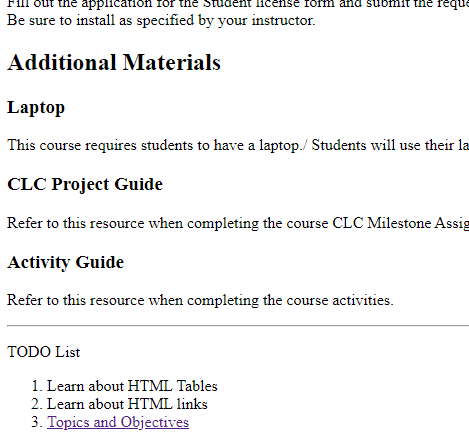 Fill out the application for the Student license form and submit the
Be sure to install as specified by your instructor.
Additional Materials
Laptop
This course requires students to have a laptop./ Students will use their
CLC Project Guide
Refer to this resource when completing the course CLC Milestone
Activity Guide
Refer to this resource when completing the course activities.
TODO List
1. Learn about HTML Tables
2. Learn about HTML links
3. Topics and Objectives